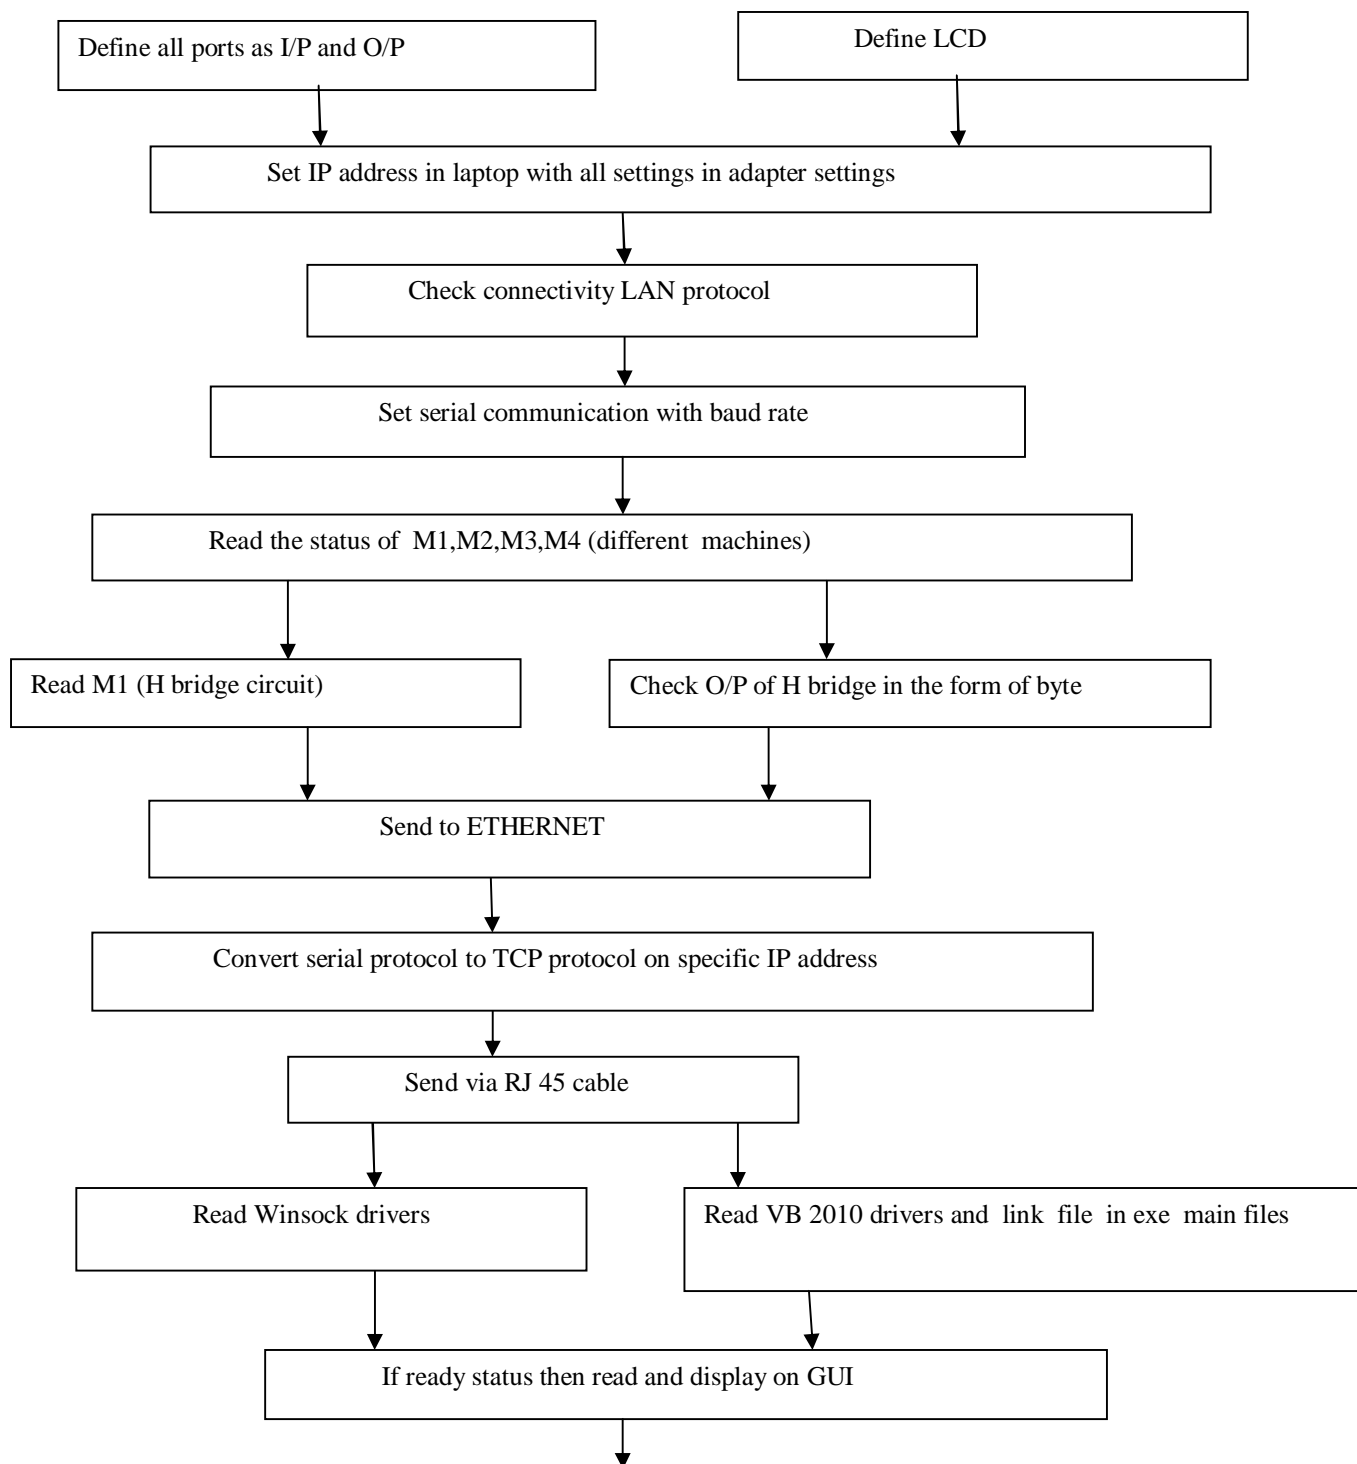 Define all ports as I/P and O/P
Define LCD
Set IP address in laptop with all settings in adapter settings
Check connectivity LAN protocol
Set serial communication with baud rate
Read the status of M1,M2,M3,M4 (different machines)
Read M1 (H bridge circuit)
Check O/P of H bridge in the form of byte
Send to ETHERNET
Convert serial protocol to TCP protocol on specific IP address
Send via RJ 45 cable
Read Winsock drivers
Read VB 2010 drivers and link file in exe main files
If ready status then read and display on GUI